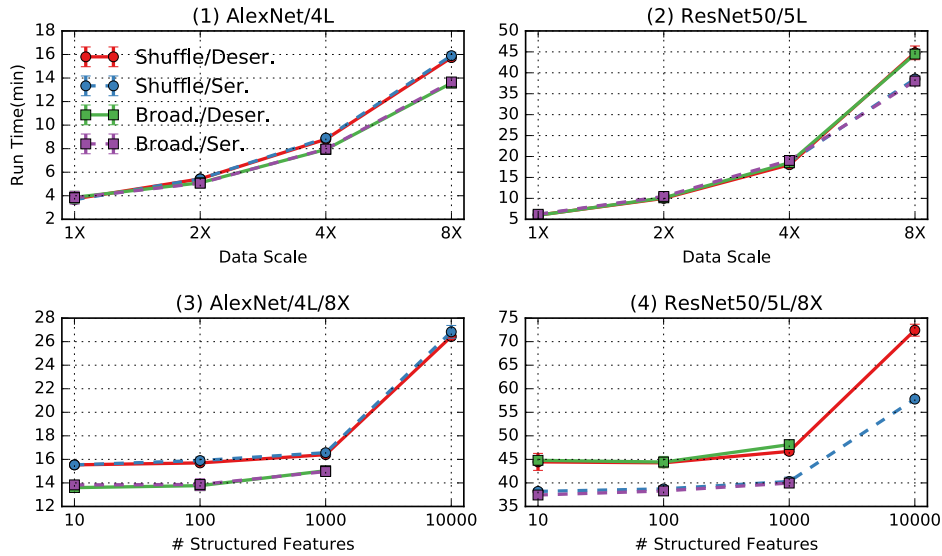 (1) AlexNet/4L
18
16
14
12
10
8
6
4
2
Run Time(min)
Shuffle/Deser.
Shuffle/Ser.
Broad./Deser.
Broad./Ser.
1X 2X 4X 8X
Data Scale
(2) ResNet50/5L
50
45
40
35
30
25
20
15
10
5
1X 2X 4X 8X
Data Scale
(3) AlexNet/4L/8X
28
26
24
22
20
18
16
14
12
10 100 1000 10000
# Structured Features
(4) ResNet50/5L/8X
75
70
65
60
55
50
45
40
35
10 100 1000 10000
# Structured Features